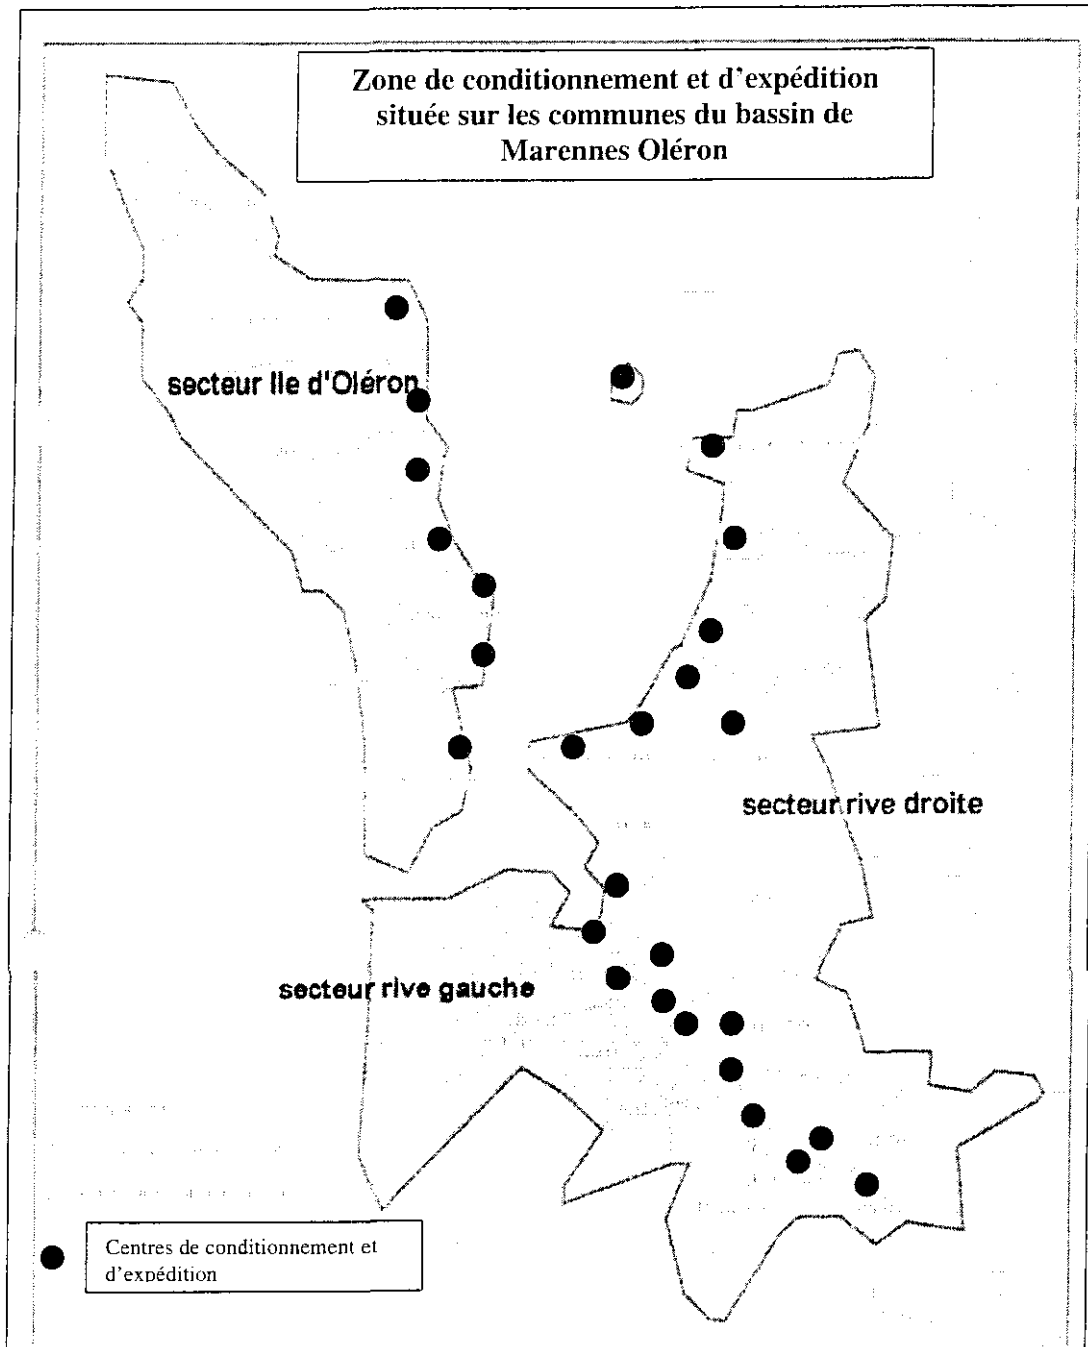 Zone de conditionnement et d'expédition
située sur les communes du bassin de
Marennes Oléron
secteur Ile d'Oléron
secteur rive droite
secteur rive gauche
Centres de conditionnement et
d'expédition